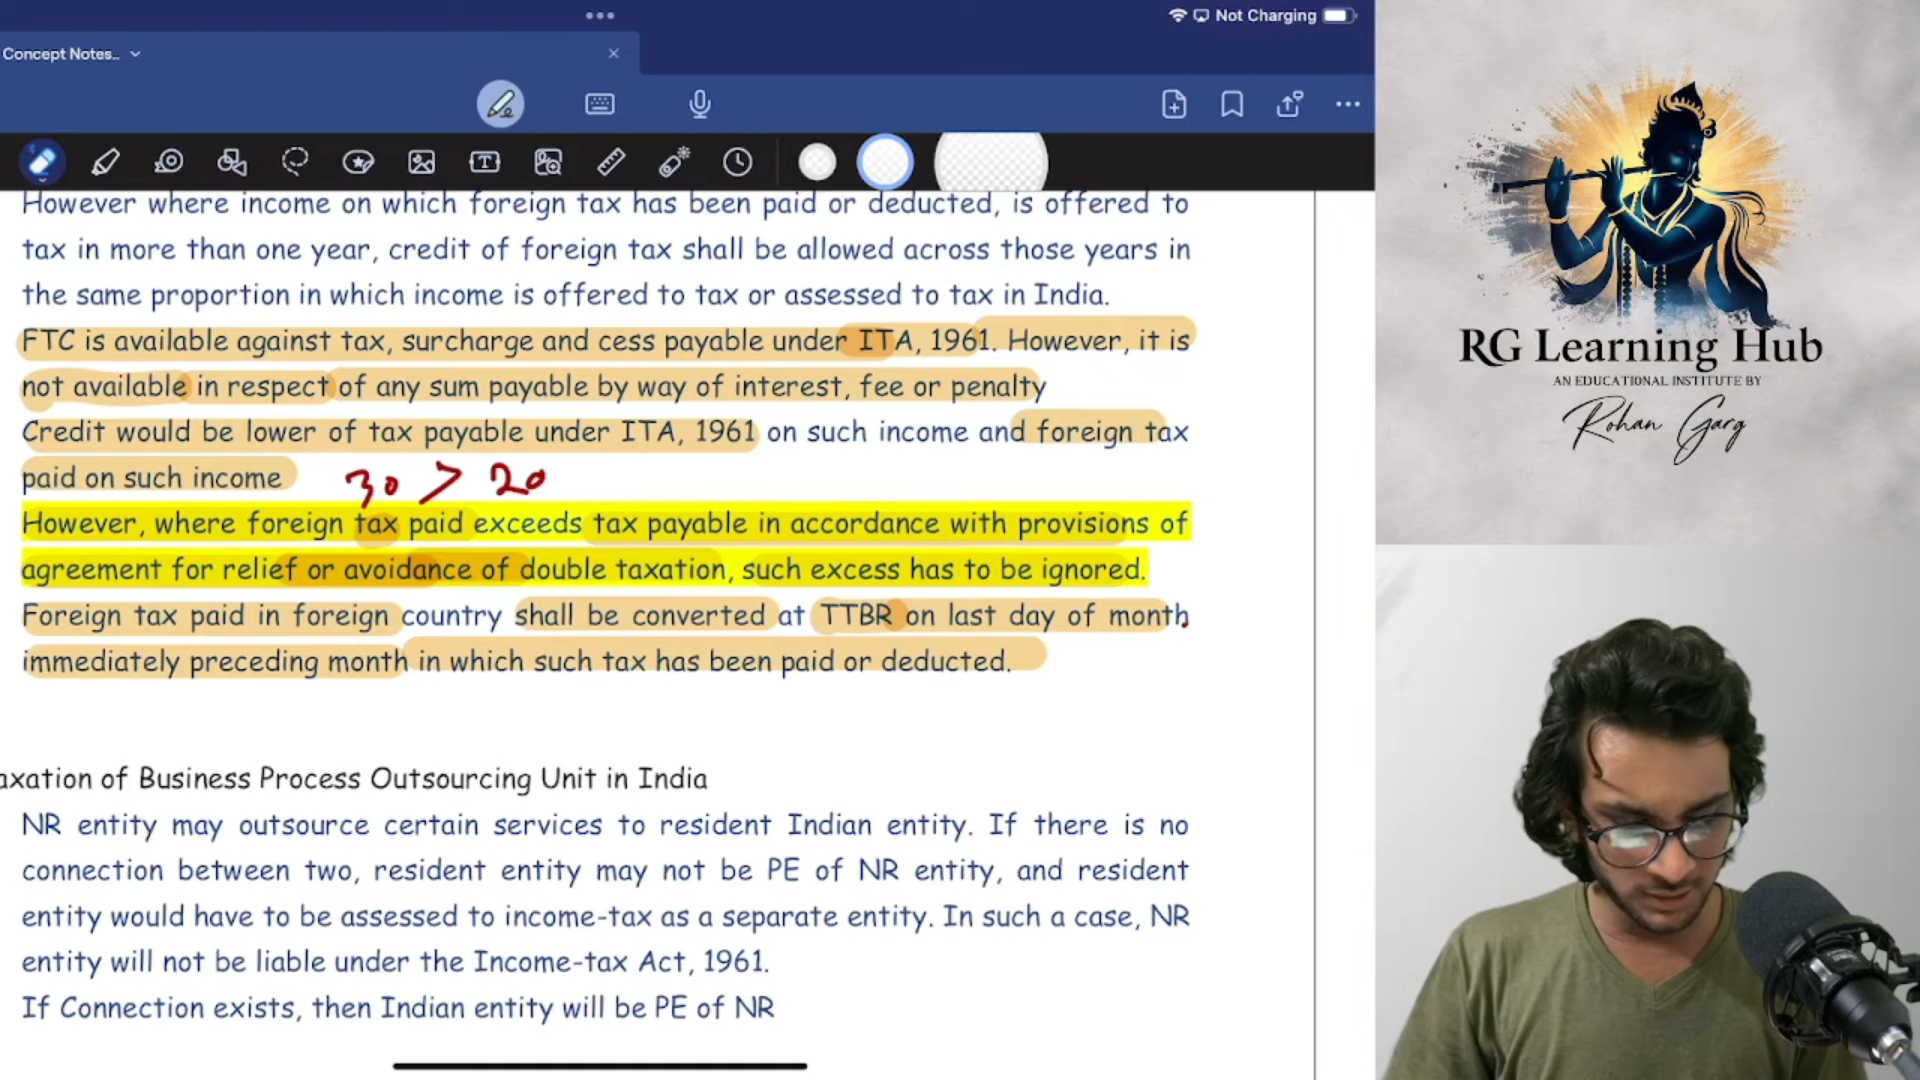 Not Charging
Concept Notes..
However where income on which foreign tax has been paid or deducted, is offered to
tax in more than one year, credit of foreign tax shall be allowed across those years in
the same proportion in which income is offered to tax or assessed to tax in India.
FTC is available against tax, surcharge and cess payable under ITA, 1961. However, it is
not available in respect of any sum payable by way of interest, fee or penalty
Credit would be lower of tax payable under ITA, 1961 on such income and foreign tax
paid on such income
30 > 20
However, where foreign tax paid exceeds tax payable in accordance with provisions of
agreement for relief or avoidance of double taxation, such excess has to be ignored.
Foreign tax paid in foreign country shall be converted at TTBR on last day of month
immediately preceding month in which such tax has been paid or deducted.
axation of Business Process Outsourcing Unit in India
NR entity may outsource certain services to resident Indian entity. If there is no
connection between two, resident entity may not be PE of NR entity, and resident
entity would have to be assessed to income-tax as a separate entity. In such a case, NR
entity will not be liable under the Income-tax Act, 1961.
If Connection exists, then Indian entity will be PE of NR
RG Learning Hub
AN EDUCATIONAL INSTITUTE BY
Rohan Garg